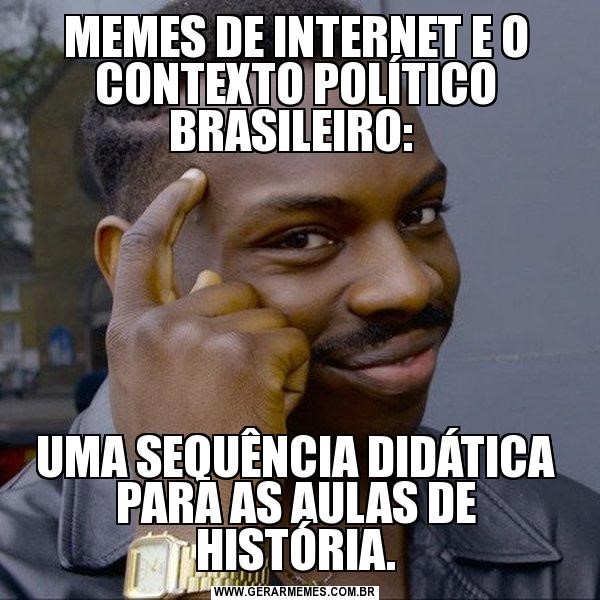 MEMES DE INTERNET E O
CONTEXTO POLÍTICO
BRASILEIRO:
UMA SEQUÊNCIA DIDÁTICA
PARA AS AULAS DE
HISTÓRIA.
WWW.GERARMEMES.COM.BR